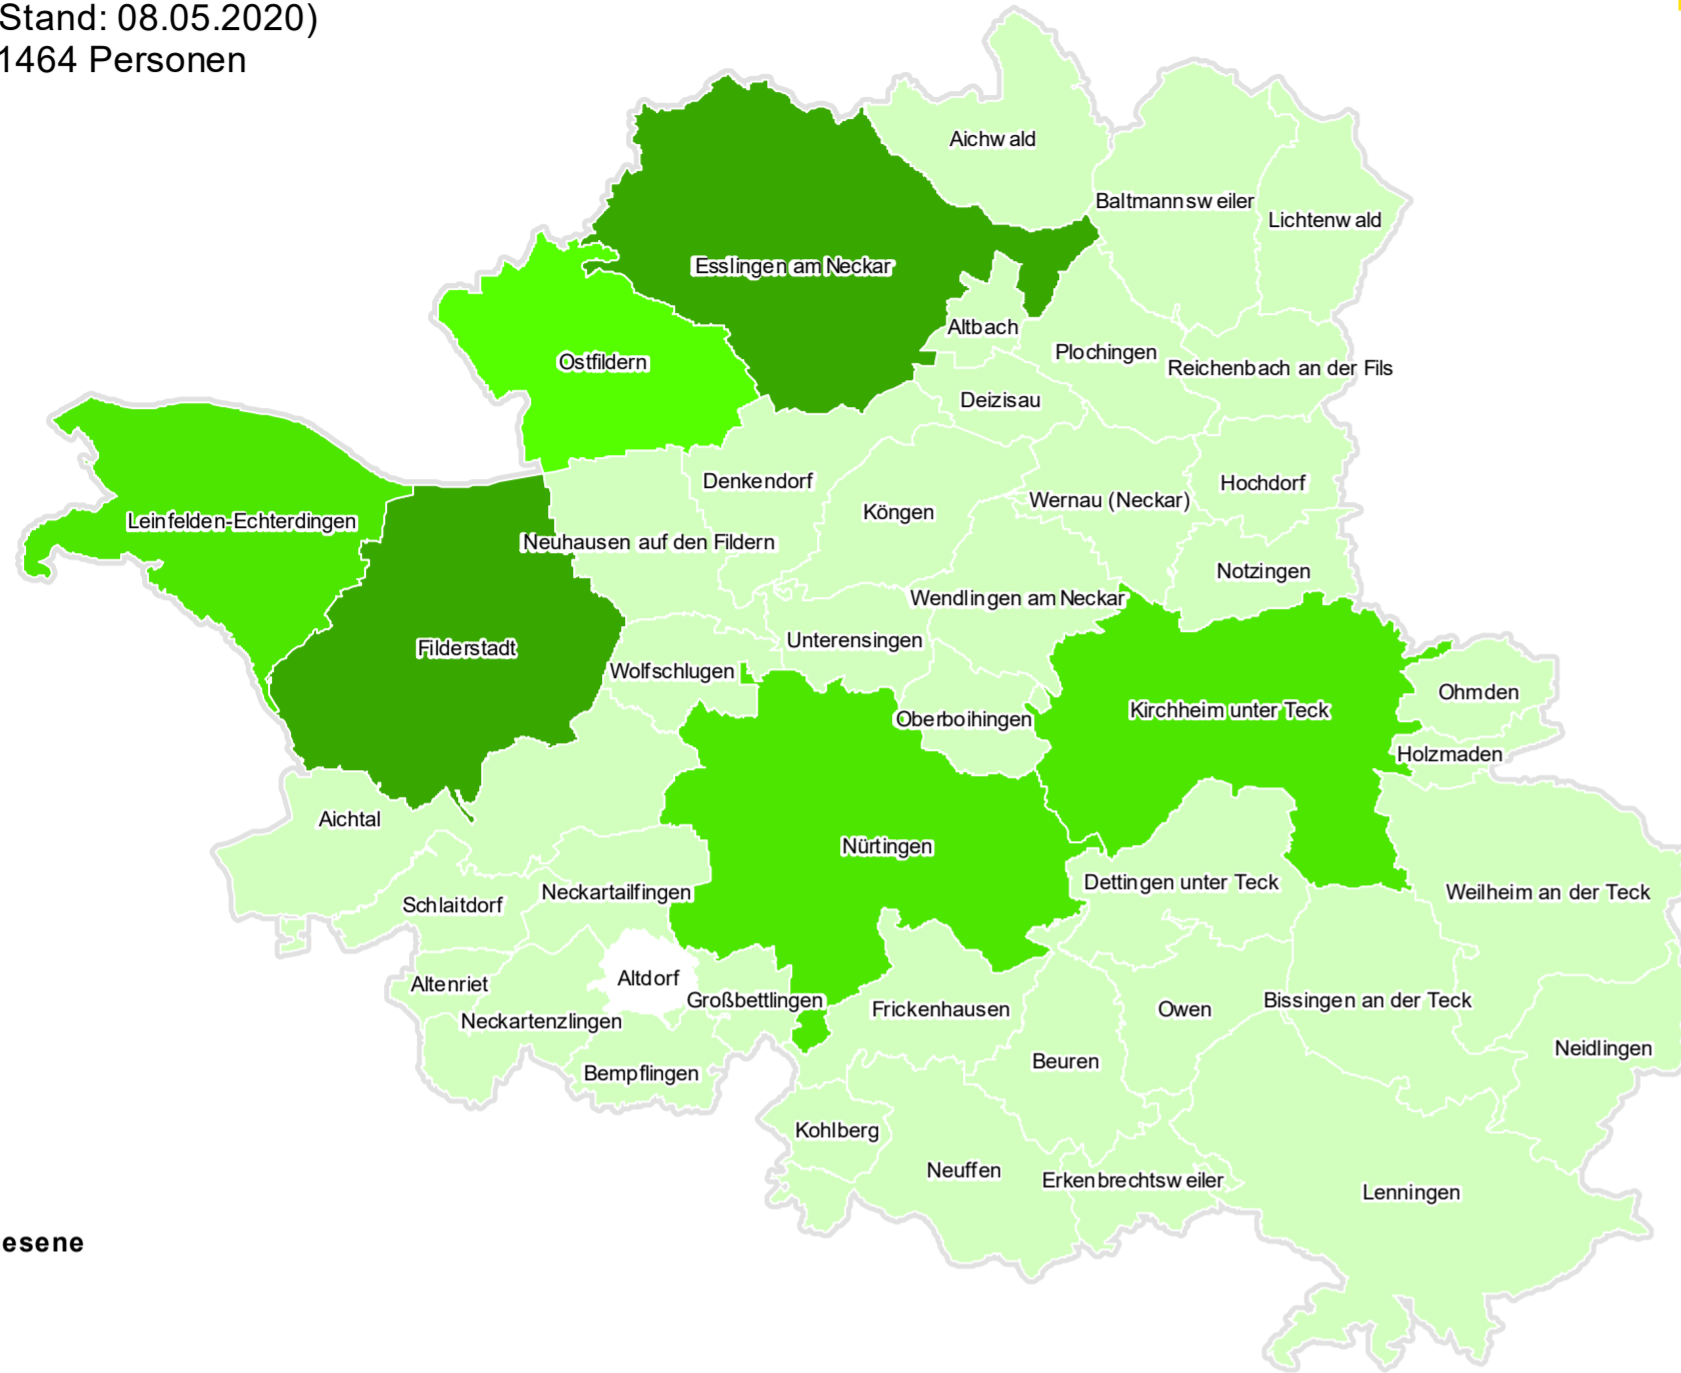 Stand: 08.05.2020)
1464 Personen
Aichwald
Baltmannsweiler
Lichtenwald
Esslingen am Neckar
Altbach
Plochingen
Ostfildern
Reichenbach an der Fils
Deizisau
Denkendorf
Hochdorf
Wernau (Neckar)
Köngen
Leinfelden-Echterdingen
Neuhausen auf den Fildern
Notzingen
Wendlingen am Neckar
Unterensingen
Filderstadt
Wolfschlugen
Ohmden
Kirchheim unter Teck
Oberboihingen
Holzmaden
Aichtal
Nürtingen
Dettingen unter Teck
Neckartailfingen
Weilheim an der Teck
Schlaitdorf
Altdorf
Altenriet
Großbettlingen
Bissingen an der Teck
Frickenhausen
Owen
Neckartenzlingen
Neidlingen
Beuren
Bempflingen
Kohlberg
Neuffen
Erkenbrechtsweiler
Lenningen
esene